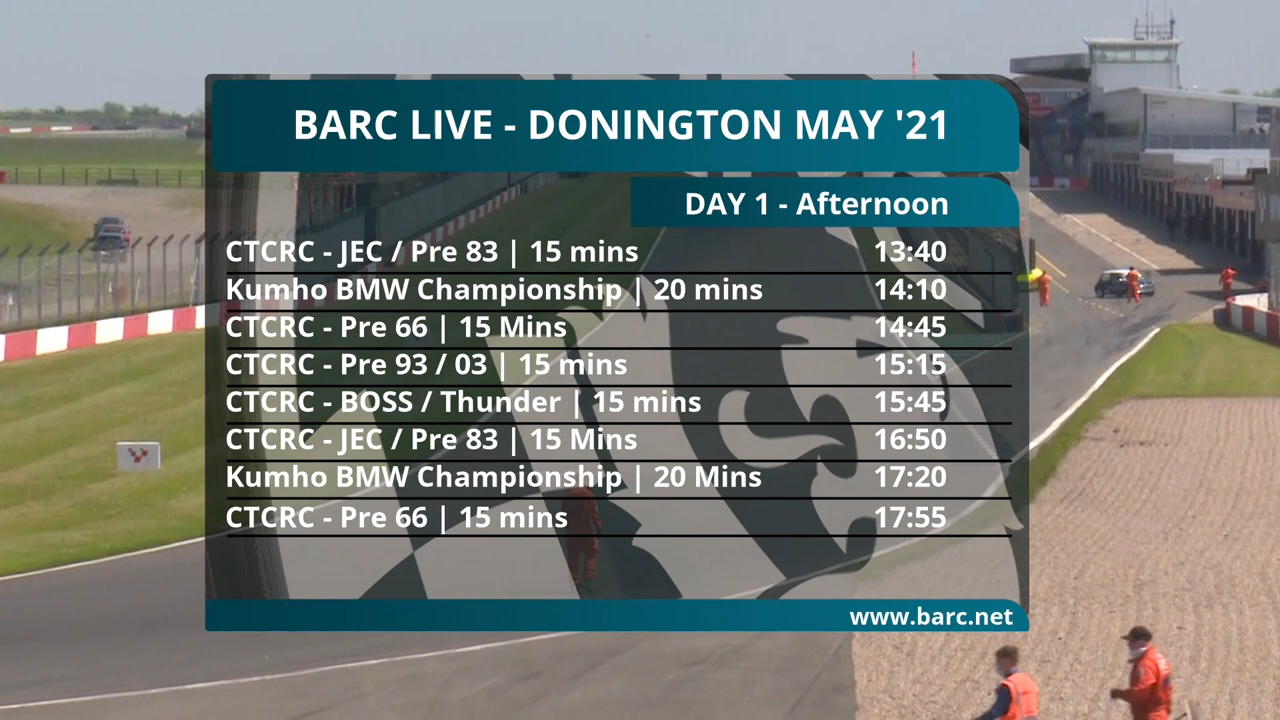 BARC LIVE - DONINGTON MAY '21
DAY 1 - Afternoon
CTCRC - JEC / Pre 83 | 15 mins 13:40
Kumho BMW Championship | 20 mins 14:10
CTCRC - Pre 66 | 15 Mins 14:45
CTCRC - Pre 93 / 03 | 15 mins 15:15
CTCRC - BOSS / Thunder | 15 mins 15:45
CTCRC - JEC / Pre 83 | 15 Mins 16:50
Kumho BMW Championship | 20 Mins 17:20
CTCRC - Pre 66 | 15 mins 17:55
www.barc.net